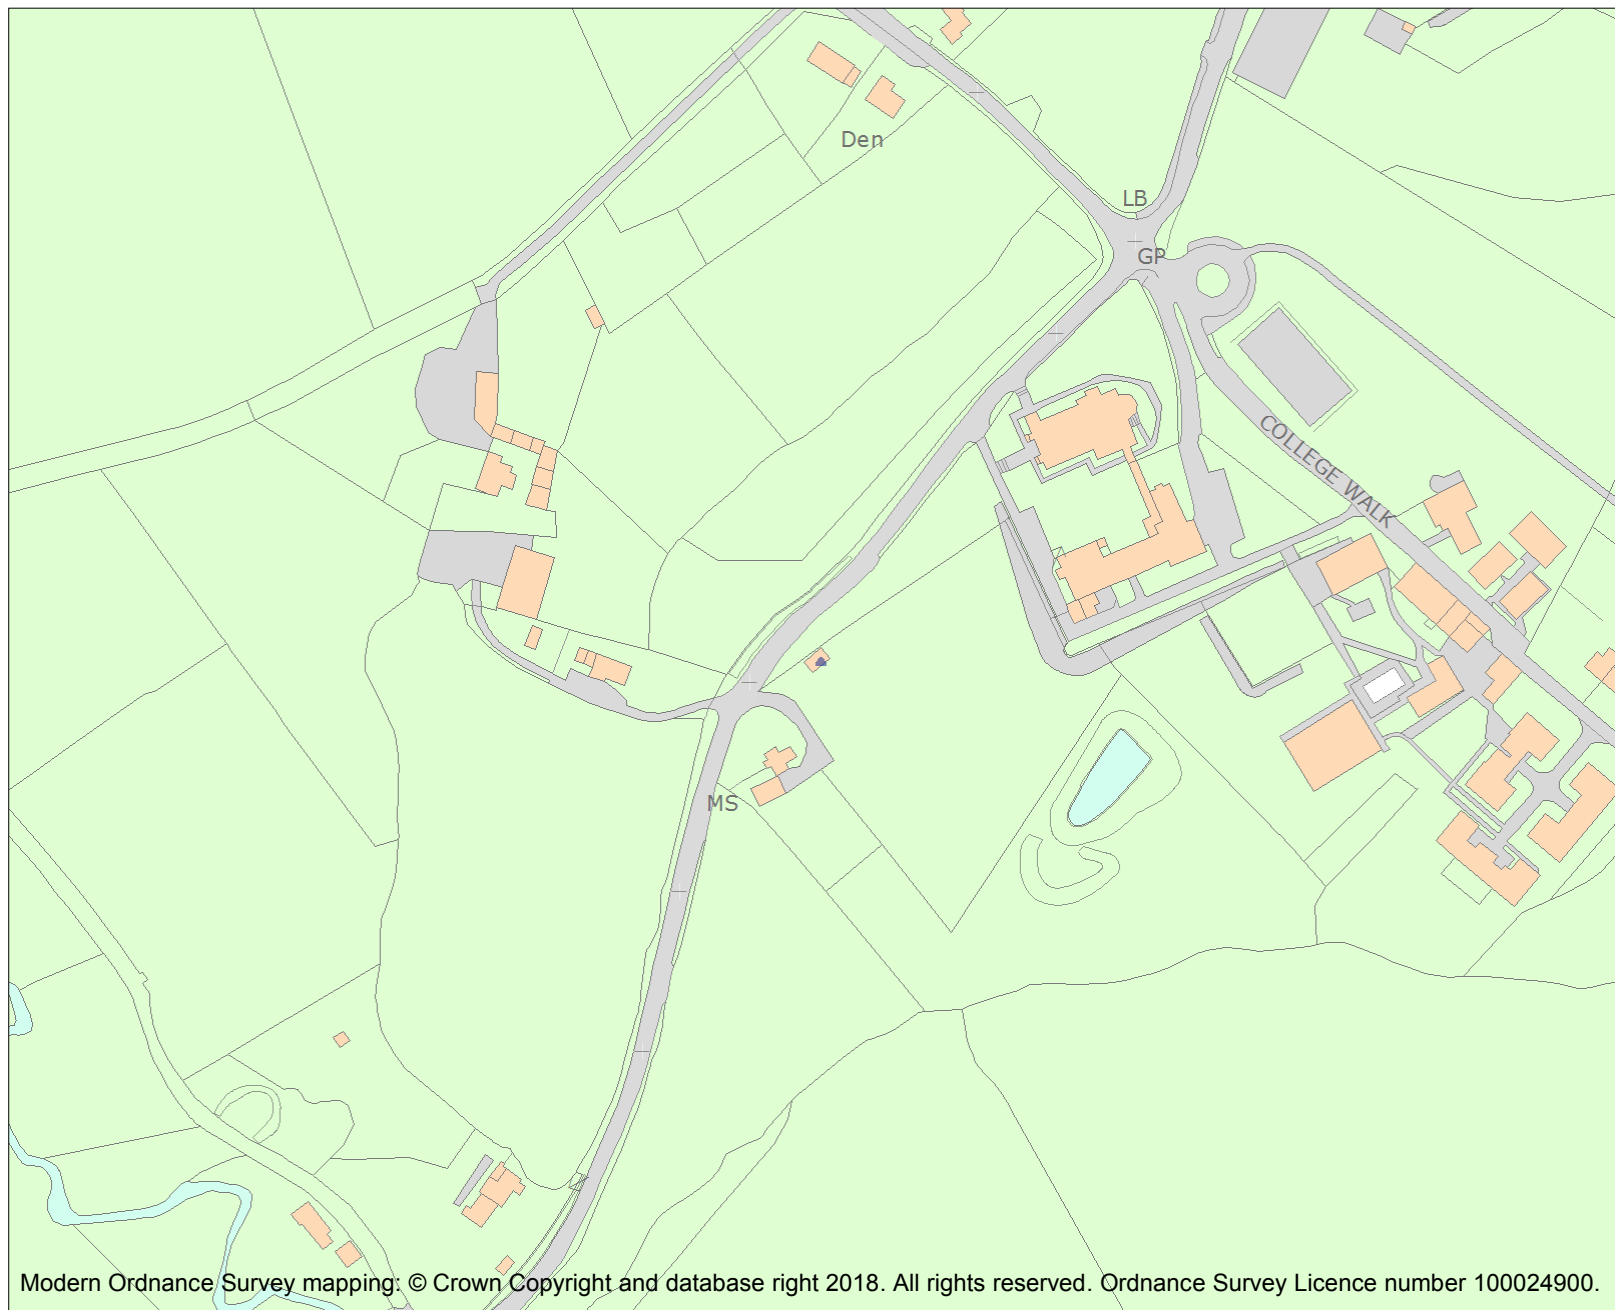 Den
LB
GP
COLLEGE WALK
MS
Modern Ordnance Survey mapping: © Crown Copyright and database right 2018. All rights reserved. Ordnance Survey Licence number 100024900.